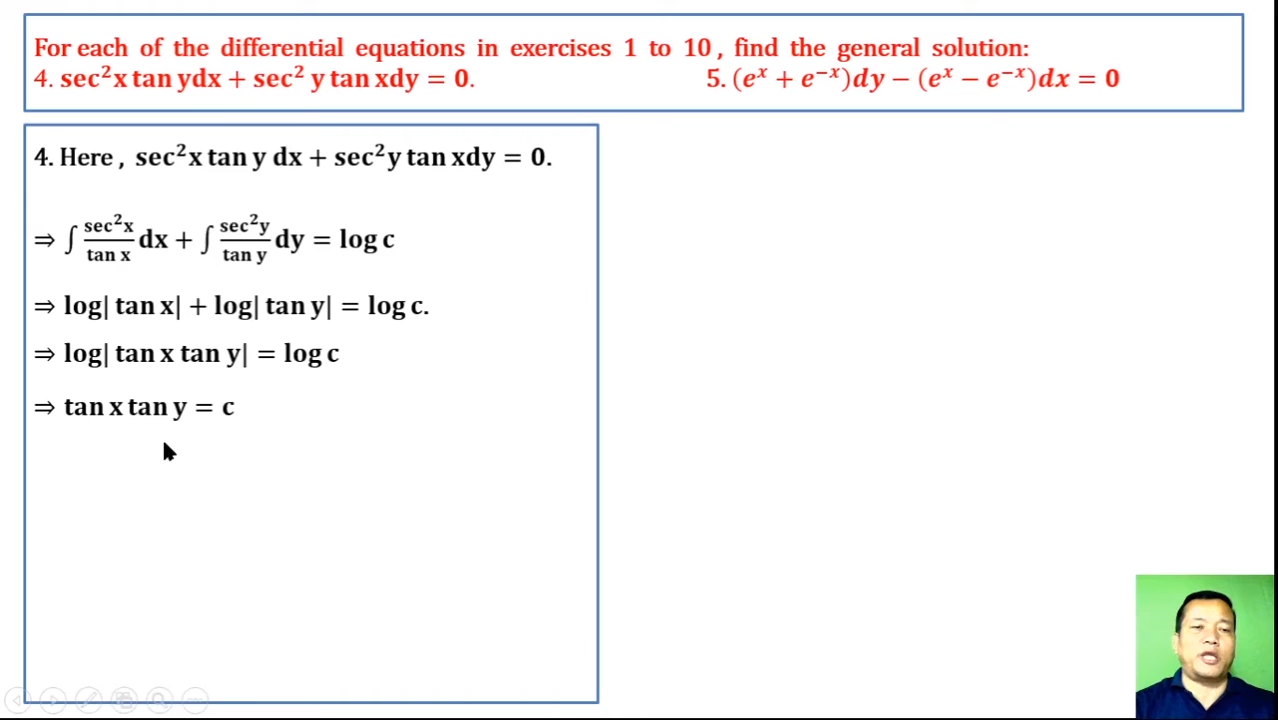 For each of the differential equations in exercises 1 to 10, find the general solution:
4. sec²x tan ydx + sec² y tan xdy = 0. 5. (eˣ + e⁻ˣ)dy − (eˣ − e⁻ˣ)dx = 0
4. Here, sec²x tan y dx + sec²y tan xdy = 0.
⇒ ∫ sec²x/tan x dx + ∫ sec²y/tan y dy = log c
⇒ log| tan x| + log| tan y| = log c.
⇒ log| tan x tan y| = log c
⇒ tan x tan y = c